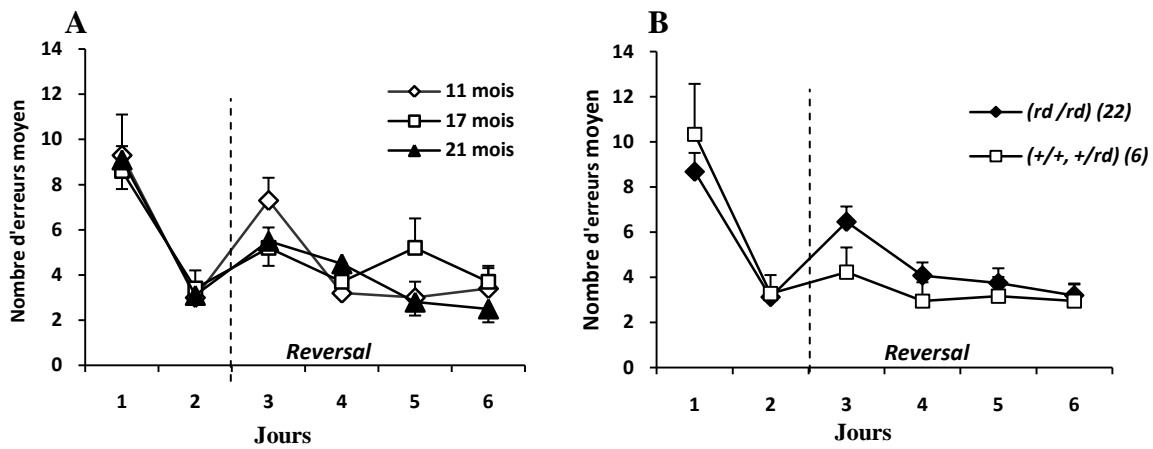 A
14
12
10
8
6
4
2
0
Nombre d'erreurs moyen
11 mois
17 mois
21 mois
Reversal
1 2 3 4 5 6
Jours
B
14
12
10
8
6
4
2
0
Nombre d'erreurs moyen
(rd /rd) (22)
(+/+, +/rd) (6)
Reversal
1 2 3 4 5 6
Jours